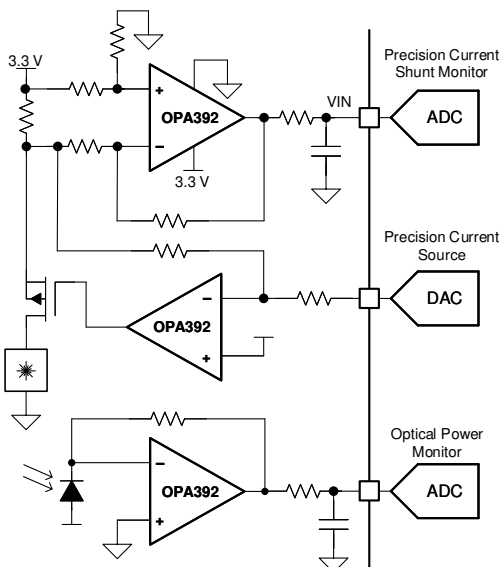 3.3 V
OPA392
3.3 V
VIN
Precision Current
Shunt Monitor
ADC
Precision Current
Source
OPA392
DAC
Optical Power
Monitor
OPA392
ADC
+
−
−
+
−
+